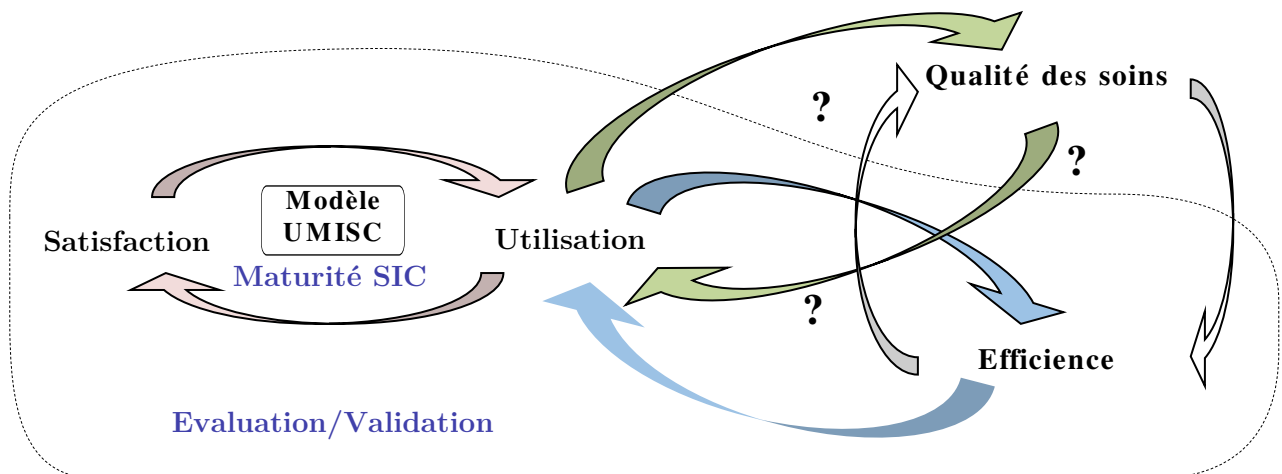 Qualité des soins
?
?
Modèle
UMISC
Satisfaction
Utilisation
Maturité SIC
?
Efficience
Evaluation/Validation